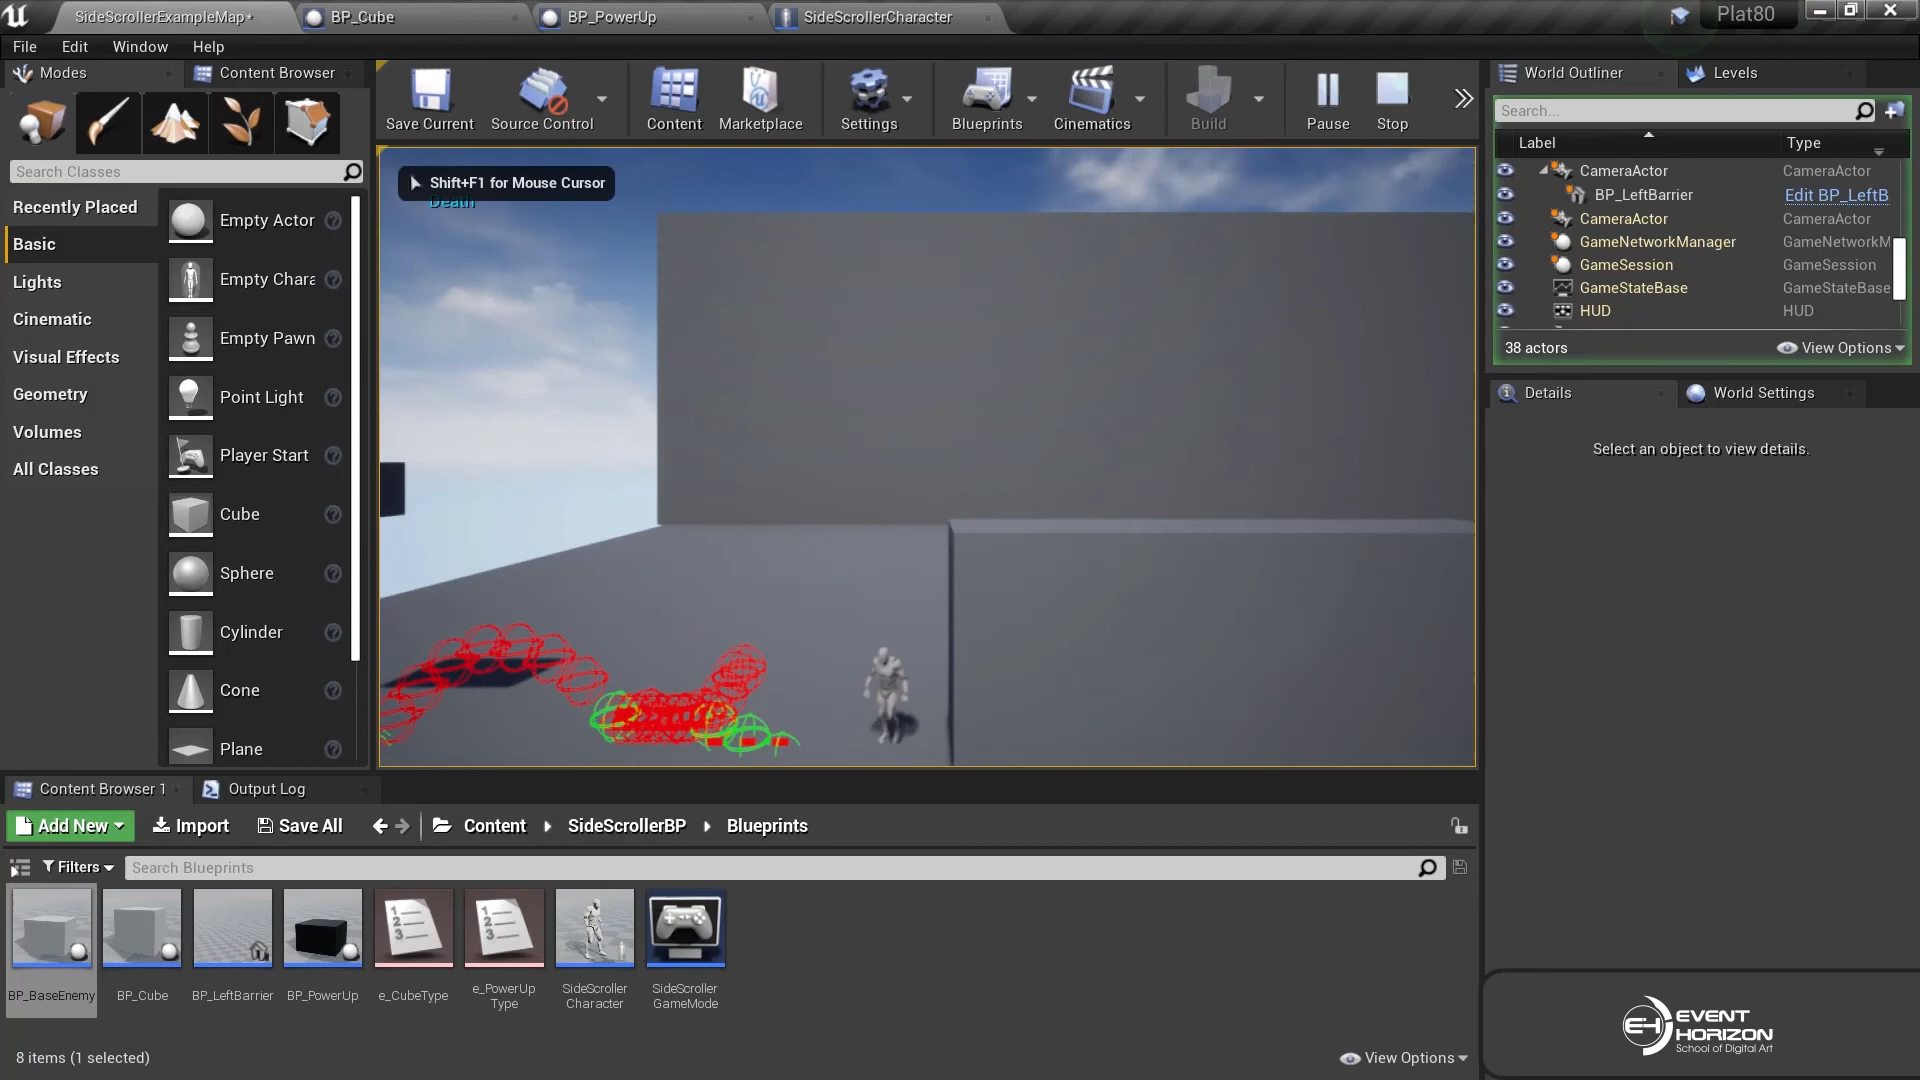 SideScrollerExampleMap*
BP_Cube
BP_PowerUp
SideScrollerCharacter
Plat80
File
Edit
Window
Help
Modes
Content Browser
Save Current
Source Control
Content
Marketplace
Settings
Blueprints
Cinematics
Build
Pause
Stop
World Outliner
Levels
Search...
Label
Type
CameraActor
CameraActor
BP_LeftBarrier
Edit BP_LeftB
CameraActor
CameraActor
GameNetworkManager
GameNetworkM
GameSession
GameSession
GameStateBase
GameStateBase
HUD
HUD
38 actors
View Options
Details
World Settings
Select an object to view details.
Search Classes
Recently Placed
Basic
Lights
Cinematic
Visual Effects
Geometry
Volumes
All Classes
Empty Actor
Empty Chara
Empty Pawn
Point Light
Player Start
Cube
Sphere
Cylinder
Cone
Plane
Shift+F1 for Mouse Cursor
Death
Content Browser 1
Output Log
Add New
Import
Save All
Content
SideScrollerBP
Blueprints
Filters
Search Blueprints
BP_BaseEnemy
BP_Cube
BP_LeftBarrier
BP_PowerUp
e_CubeType
e_PowerUp
Type
SideScroller
Character
SideScroller
GameMode
8 items (1 selected)
View Options
EH
EVENT
HORIZON
School of Digital Art